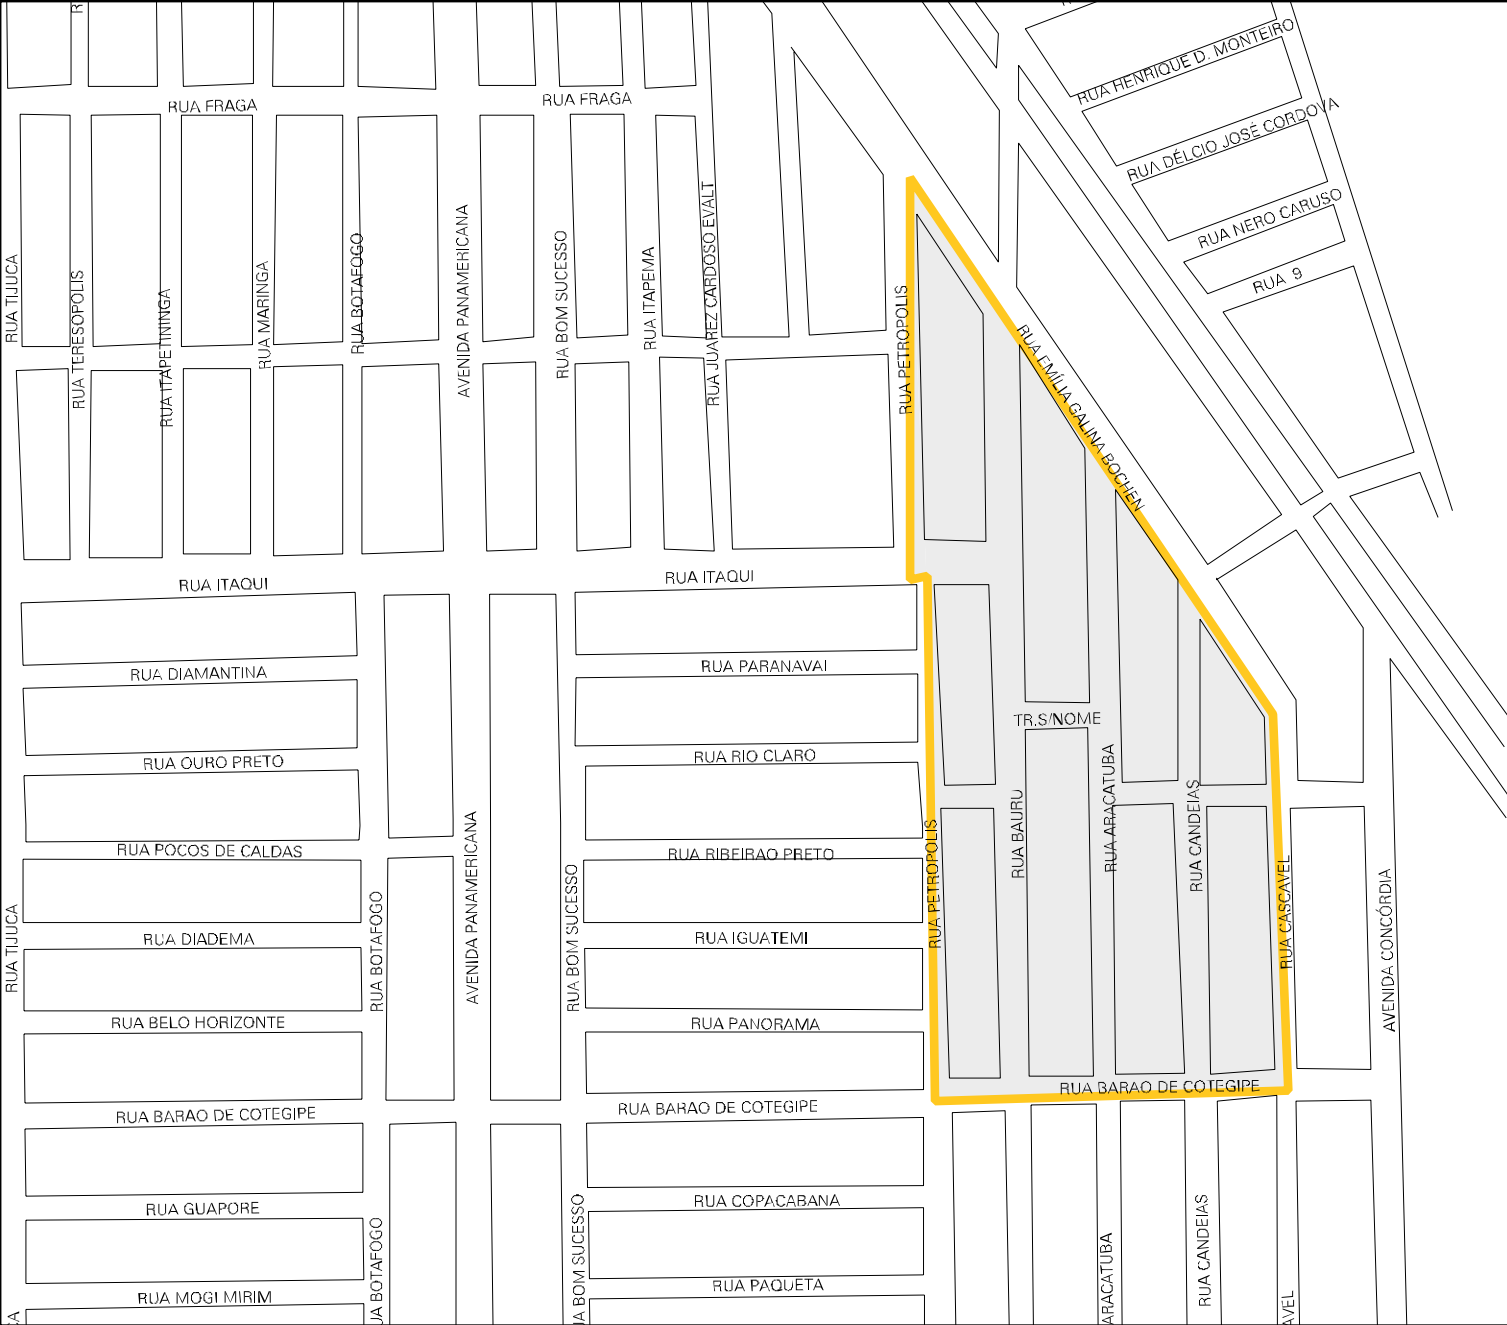 RUA HENRIQUE D. MONTEIRO
RUA FRAGA
RUA FRAGA
RUA DÉLCIO JOSÉ CORDOVA
RUA NERO CARUSO
RUA 9
RUA TIJUCA
RUA TERESOPOLIS
RUA ITAPETININGA
RUA MARINGA
RUA BOTAFOGO
AVENIDA PANAMERICANA
RUA BOM SUCESSO
RUA ITAPEMA
RUA JUAREZ CARDOSO EVALT
RUA PETROPOLIS
RUA EMÍLIA GALINA BOCHEN
RUA ITAQUI
RUA ITAQUI
RUA DIAMANTINA
RUA PARANAVAI
TR.S/NOME
RUA OURO PRETO
RUA RIO CLARO
RUA POCOS DE CALDAS
RUA RIBEIRAO PRETO
RUA TIJUCA
RUA BOTAFOGO
AVENIDA PANAMERICANA
RUA BOM SUCESSO
RUA PETROPOLIS
RUA BAURU
RUA ARACATUBA
RUA CANDEIAS
RUA CASCAVEL
AVENIDA CONCÓRDIA
RUA DIADEMA
RUA IGUATEMI
RUA BELO HORIZONTE
RUA PANORAMA
RUA BARAO DE COTEGIPE
RUA BARAO DE COTEGIPE
RUA BARAO DE COTEGIPE
RUA GUAPORE
RUA COPACABANA
UA BOTAFOGO
UA BOM SUCESSO
ARACATUBA
RUA CANDEIAS
AVEL
RUA MOGI MIRIM
RUA PAQUETA
CA